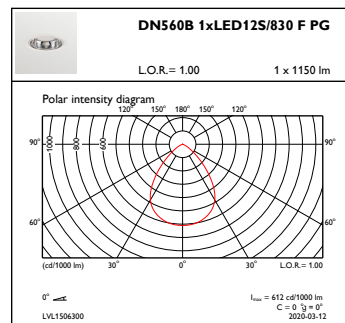 DN560B 1xLED12S/830 F PG
L.O.R.= 1.00 1 x 1150 lm
Polar intensity diagram
120° 150° 180° 150° 120°
90° 1000 800 600 90°
60° 60°
(cd/1000 lm) 30° 0° 30° L.O.R.= 1.00
0° Imax = 612 cd/1000 lm
C = 0 °g = 0°
LVL1506300 2020-03-12